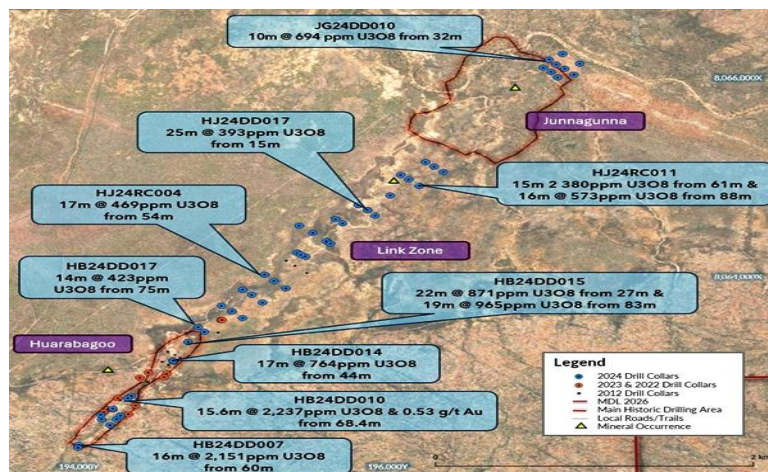 JG24DD010
10m @ 694 ppm U3O8 from 32m
8,066,000X
HJ24DD017
25m @ 393ppm U3O8
from 15m
Junnagunna
HJ24RC011
15m 2 380ppm U3O8 from 61m &
16m @ 573ppm U3O8 from 88m
HJ24RC004
17m @ 469ppm U3O8
from 54m
Link Zone
HB24DD017
14m @ 423ppm
U3O8 from 75m
8,064,000X
HB24DD015
22m @ 871ppm U3O8 from 27m &
19m @ 965ppm U3O8 from 83m
Huarabagoo
HB24DD014
17m @ 764ppm U3O8
from 44m
HB24DD010
15.6m @ 2,237ppm U3O8 & 0.53 g/t Au
from 68.4m
HB24DD007
16m @ 2,151ppm U3O8
from 60m
Legend
2024 Drill Collars
2023 & 2022 Drill Collars
2012 Drill Collars
MDL 2026
Main Historic Drilling Area
Local Roads/Trails
Mineral Occurrence
194,000Y
196,000Y
0
2 k